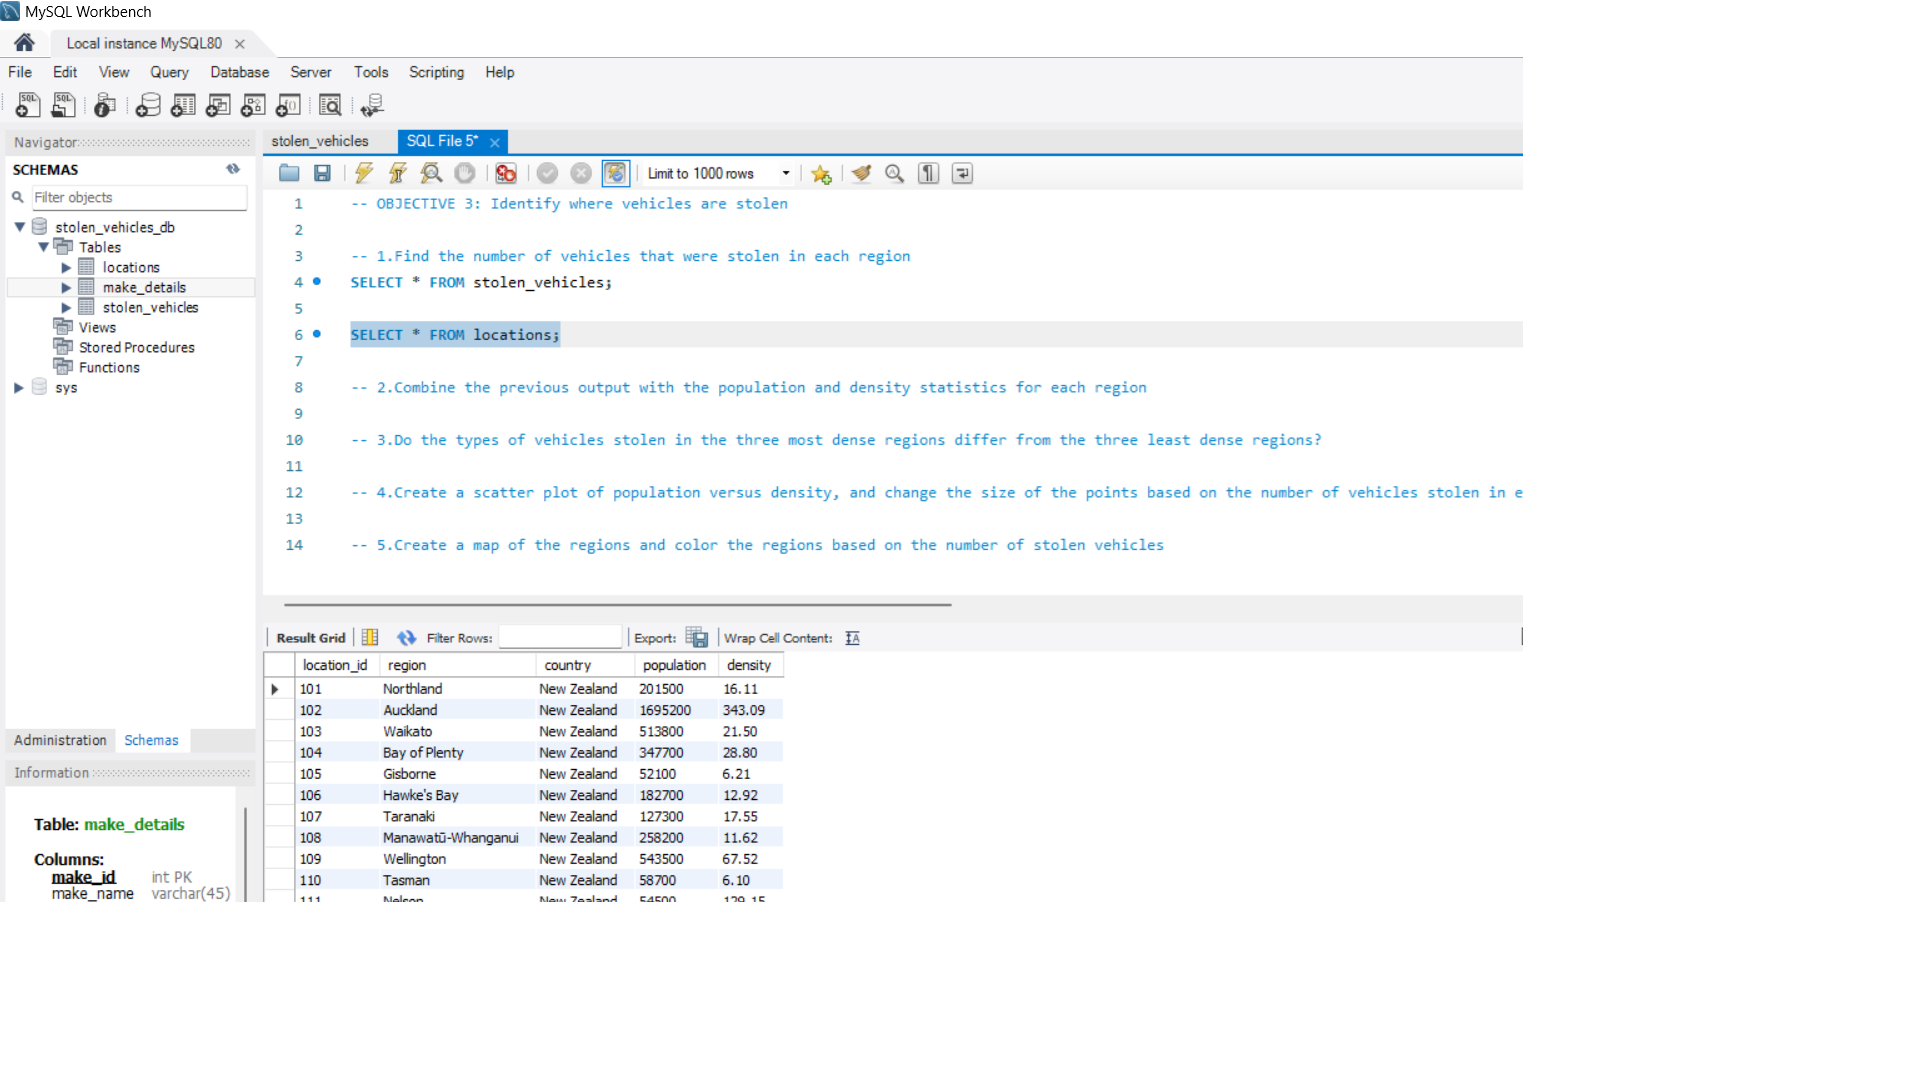 MySQL Workbench
Local instance MySQL80
File Edit View Query Database Server Tools Scripting Help
Navigator
SCHEMAS
Filter objects
stolen_vehicles_db
Tables
locations
make_details
stolen_vehicles
Views
Stored Procedures
Functions
sys
Administration Schemas
Information
Table: make_details
Columns:
make_id int PK
make_name varchar(45)
stolen_vehicles SQL File 5*
Limit to 1000 rows
1 -- OBJECTIVE 3: Identify where vehicles are stolen
2
3 -- 1.Find the number of vehicles that were stolen in each region
4 SELECT * FROM stolen_vehicles;
5
6 SELECT * FROM locations;
7
8 -- 2.Combine the previous output with the population and density statistics for each region
9
10 -- 3.Do the types of vehicles stolen in the three most dense regions differ from the three least dense regions?
11
12 -- 4.Create a scatter plot of population versus density, and change the size of the points based on the number of vehicles stolen in e
13
14 -- 5.Create a map of the regions and color the regions based on the number of stolen vehicles
Result Grid Filter Rows: Export: Wrap Cell Content:
location_id region country population density
101 Northland New Zealand 201500 16.11
102 Auckland New Zealand 1695200 343.09
103 Waikato New Zealand 513800 21.50
104 Bay of Plenty New Zealand 347700 28.80
105 Gisborne New Zealand 52100 6.21
106 Hawke's Bay New Zealand 182700 12.92
107 Taranaki New Zealand 127300 17.55
108 Manawatū-Whanganui New Zealand 258200 11.62
109 Wellington New Zealand 543500 67.52
110 Tasman New Zealand 58700 6.10
111 Nelson New Zealand 54500 129.15